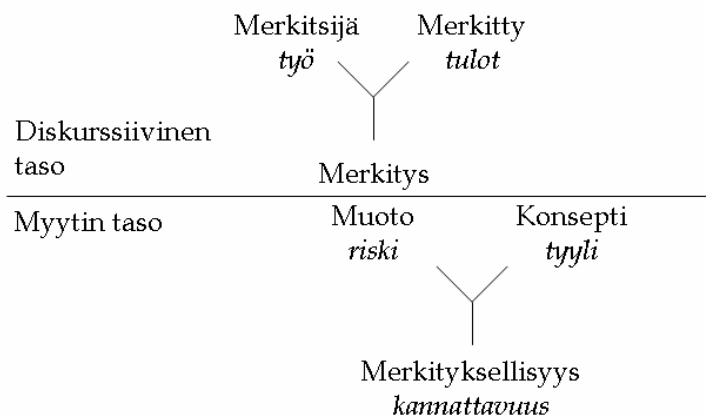 Merkitsijä Merkitty
työ tulot
Diskurssiivinen
taso
Merkitys
Myytin taso Muoto Konsepti
riski tyyli
Merkityksellisyys
kannattavuus